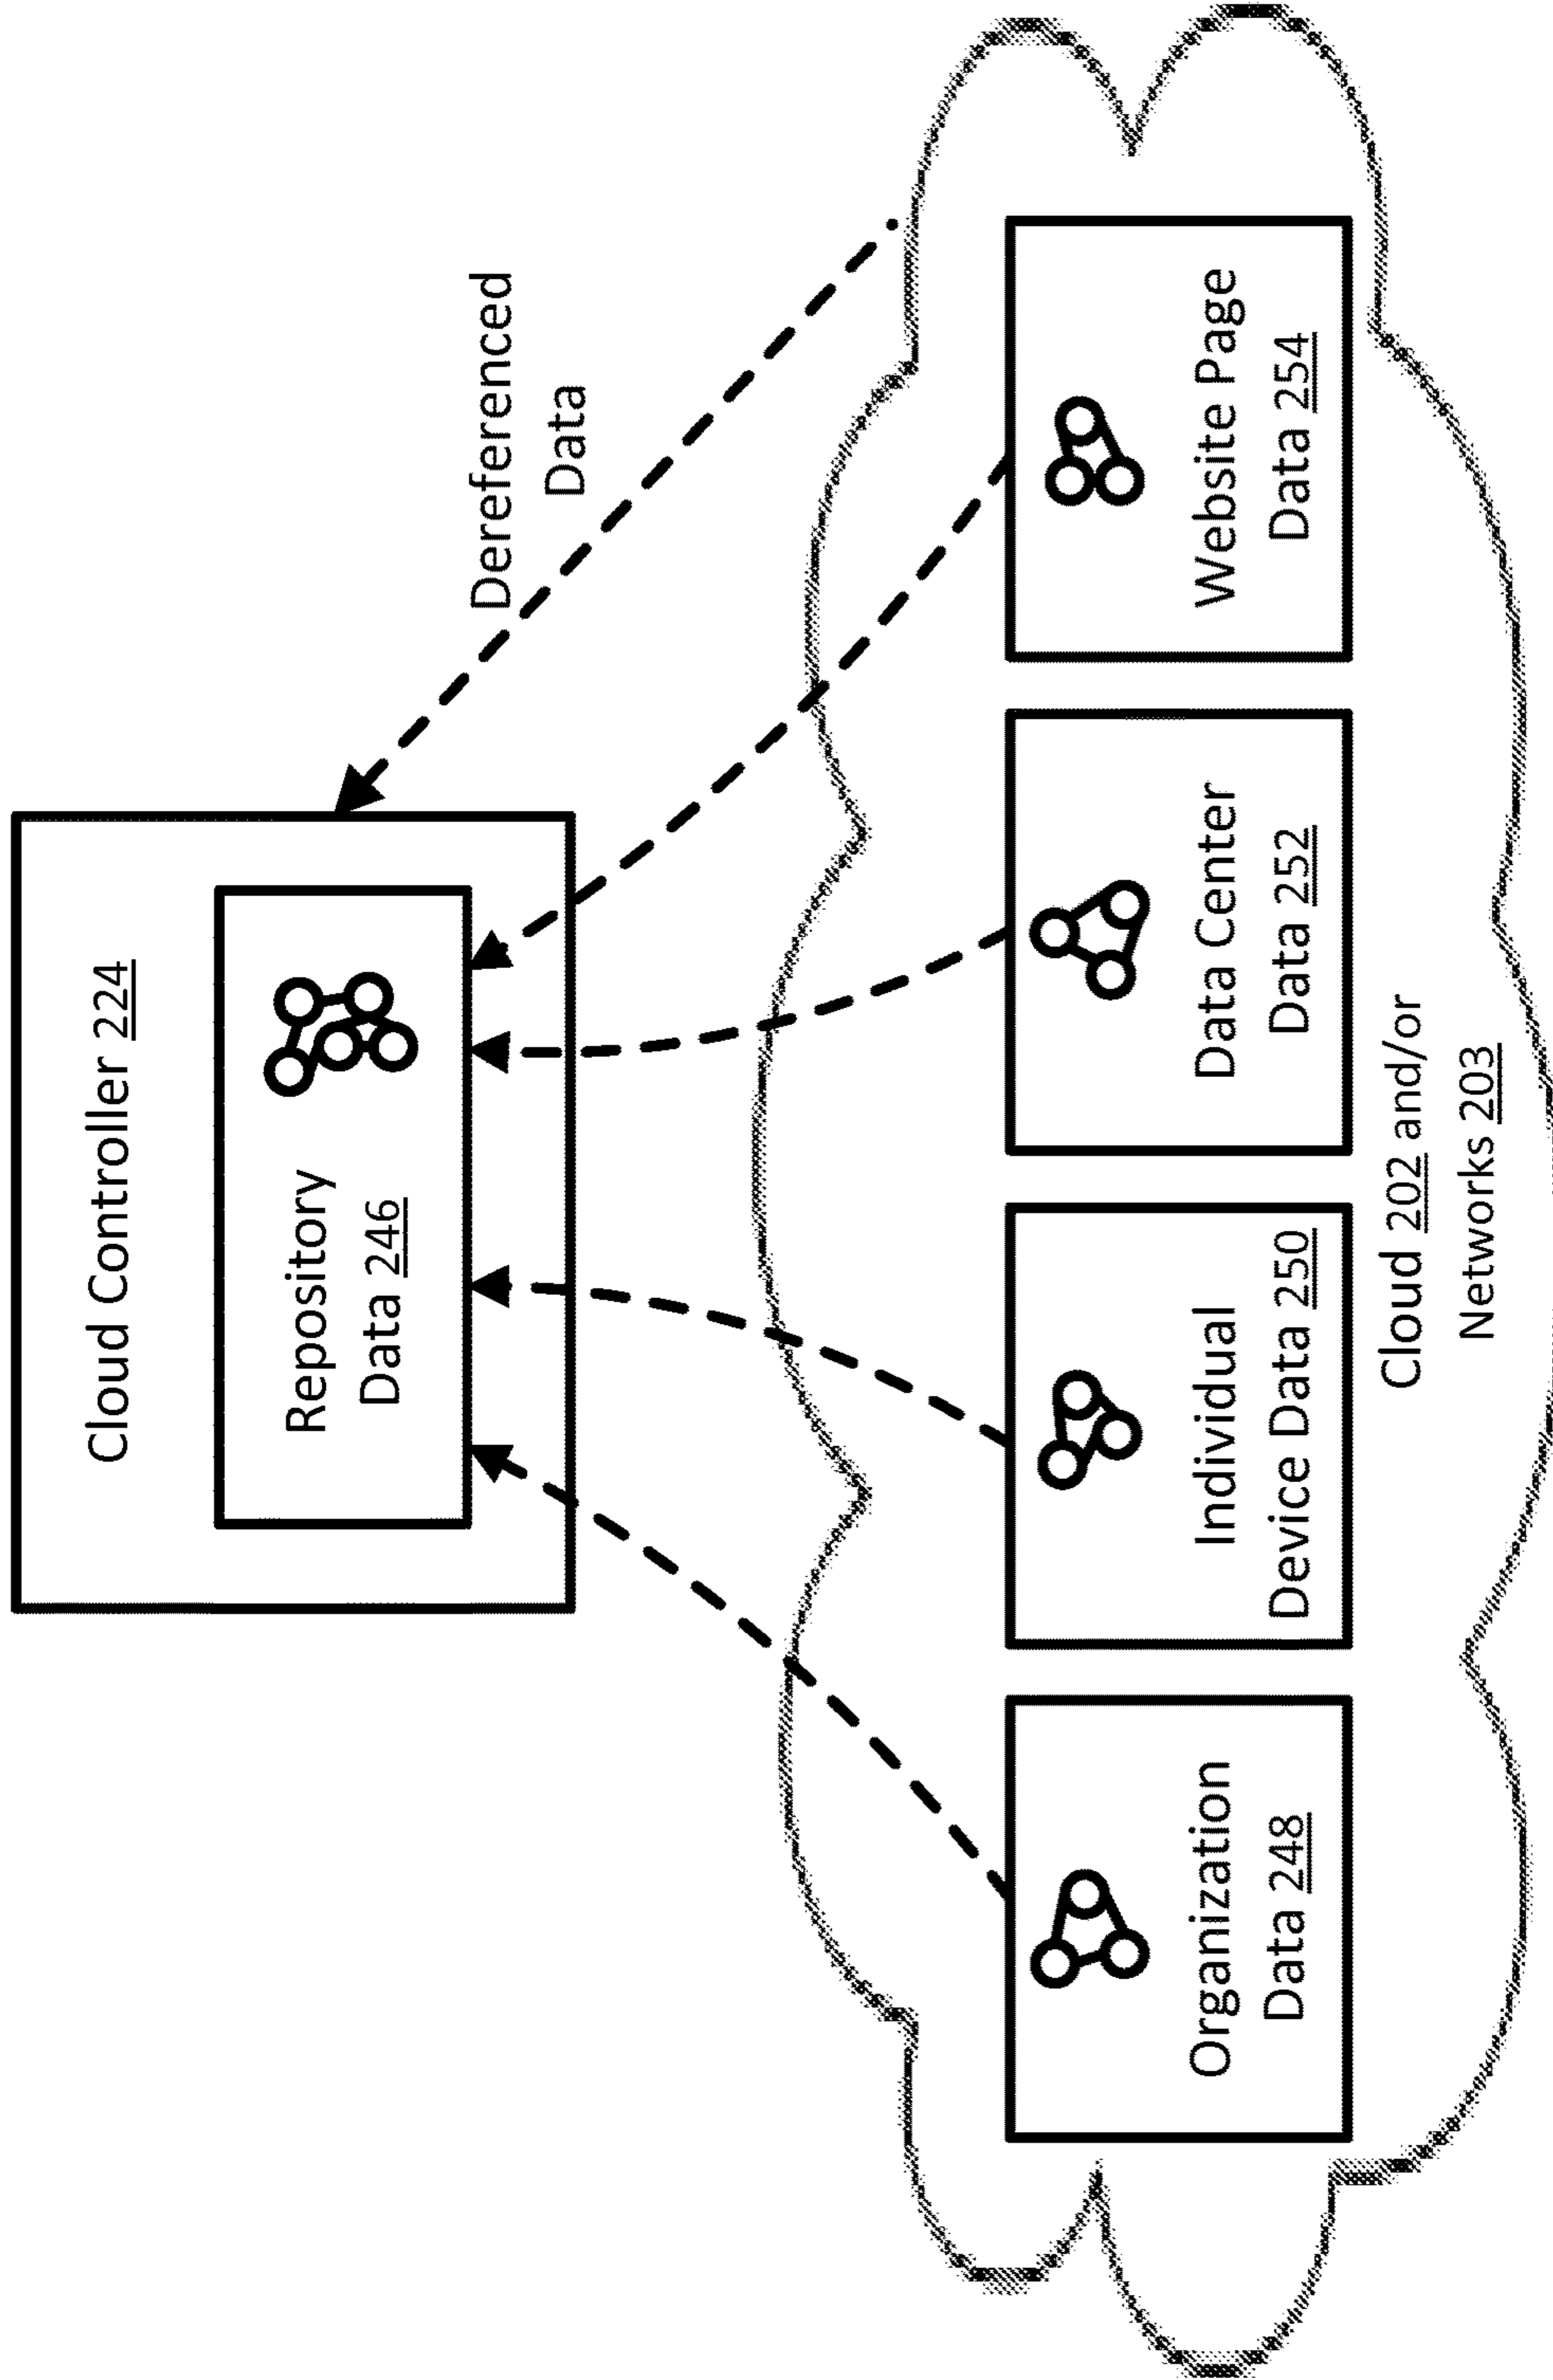 Cloud Controller 224
Repository
Data 246
Dereferenced
Data
Organization
Data 248
Individual
Device Data 250
Data Center
Data 252
Website Page
Data 254
Cloud 202 and/or
Networks 203